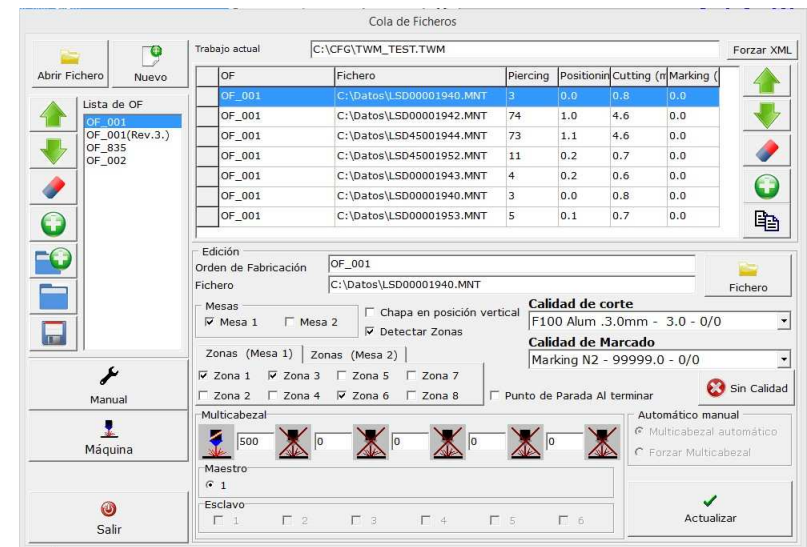 Cola de Ficheros
Abrir Fichero
Nuevo
Trabajo actual C:\CFG\TWM_TEST.TWM Forzar XML
Lista de OF
OF_001
OF_001(Rev.3.)
OF_835
OF_002
OF Fichero Piercing Positionin Cutting (m Marking (
OF_001 C:\Datos\LSD00001940.MNT 3 0.0 0.8 0.0
OF_001 C:\Datos\LSD00001942.MNT 74 1.0 4.6 0.0
OF_001 C:\Datos\LSD45001944.MNT 73 1.1 4.6 0.0
OF_001 C:\Datos\LSD45001952.MNT 11 0.2 0.7 0.0
OF_001 C:\Datos\LSD00001943.MNT 4 0.2 0.6 0.0
OF_001 C:\Datos\LSD00001940.MNT 3 0.0 0.8 0.0
OF_001 C:\Datos\LSD00001953.MNT 5 0.1 0.7 0.0
Edición
Orden de Fabricación OF_001
Fichero C:\Datos\LSD00001940.MNT
Fichero
Mesas
Mesa 1 Mesa 2
Chapa en posición vertical
Detectar Zonas
Calidad de corte
F100 Alum .3.0mm - 3.0 - 0/0
Calidad de Marcado
Marking N2 - 99999.0 - 0/0
Zonas (Mesa 1) Zonas (Mesa 2)
Zona 1 Zona 3 Zona 5 Zona 7
Zona 2 Zona 4 Zona 6 Zona 8
Punto de Parada Al terminar
Sin Calidad
Multicabezal
500 0 0 0 0
Maestro
1
Esclavo
1 2 3 4 5 6
Automático manual
Multicabezal automático
Forzar Multicabezal
Actualizar
Manual
Máquina
Salir